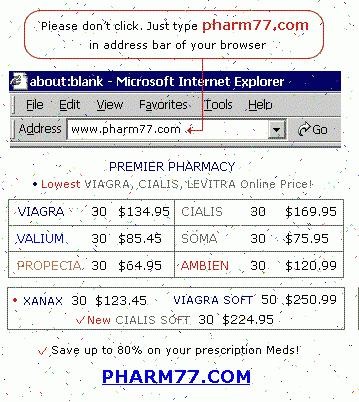 Please don't click. Just type pharm77.com
in address bar of your browser
about:blank - Microsoft Internet Explorer
File Edit View Favorites Tools Help
Address www.pharm77.com Go
PREMIER PHARMACY
• Lowest VIAGRA, CIALIS, LEVITRA Online Price!
VIAGRA 30 $134.95 CIALIS 30 $169.95
VALIUM 30 $85.45 SOMA 30 $75.95
PROPECIA 30 $64.95 AMBIEN 30 $120.99
• XANAX 30 $123.45 VIAGRA SOFT 50 $250.99
✓New CIALIS SOFT 30 $224.95
✓ Save up to 80% on your prescription Meds!
PHARM77.COM